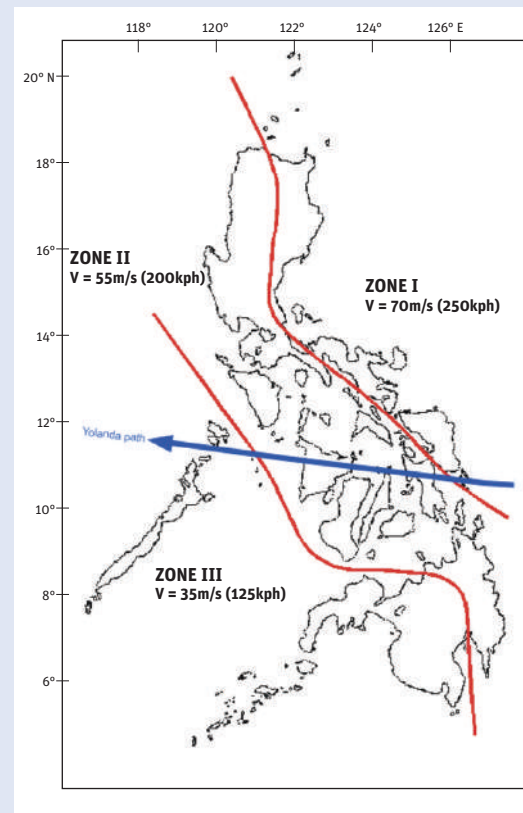 118° 120° 122° 124° 126° E
20° N
18°
16°
ZONE II
V = 55m/s (200kph)
ZONE I
V = 70m/s (250kph)
14°
12°
Yolanda path
10°
ZONE III
V = 35m/s (125kph)
8°
6°